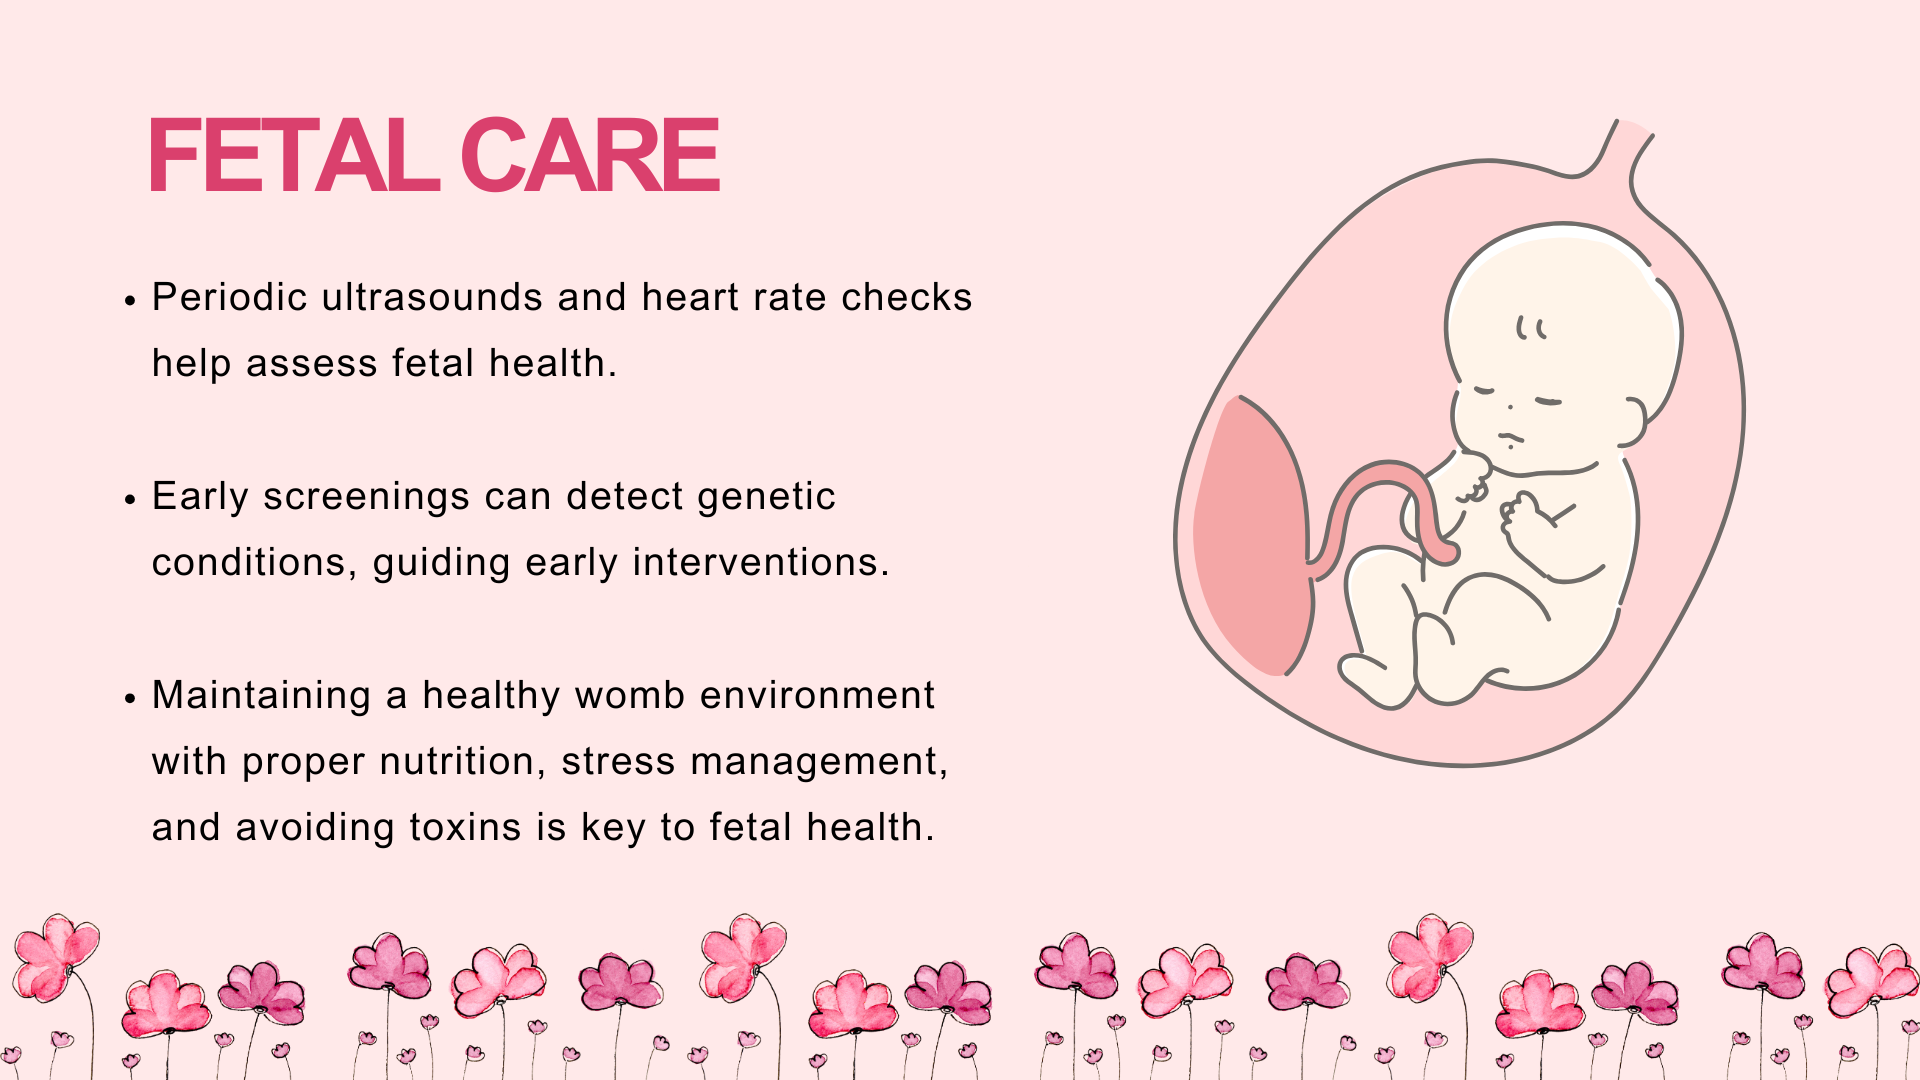 FETAL CARE
• Periodic ultrasounds and heart rate checks
help assess fetal health.
• Early screenings can detect genetic
conditions, guiding early interventions.
• Maintaining a healthy womb environment
with proper nutrition, stress management,
and avoiding toxins is key to fetal health.